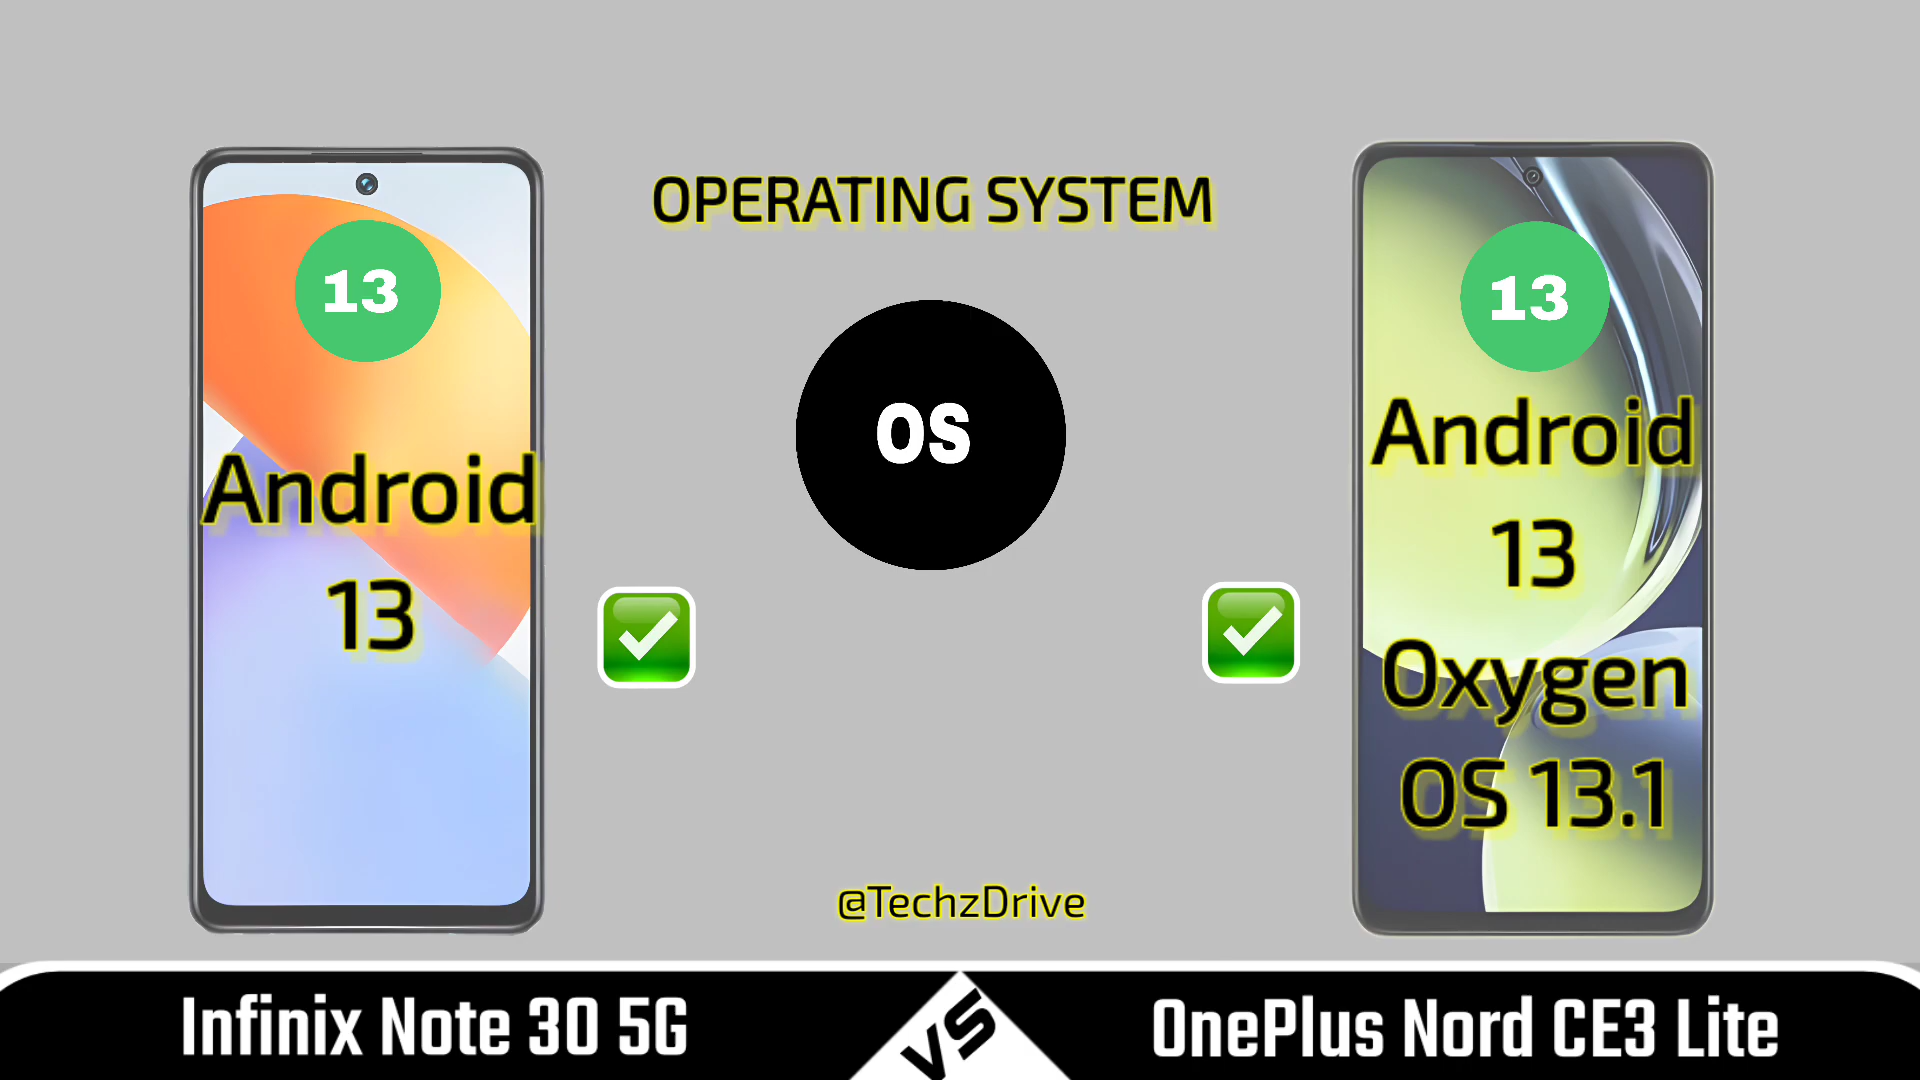 OPERATING SYSTEM
13
Android
13
OS
13
Android
13
Oxygen
OS 13.1
@TechzDrive
Infinix Note 30 5G
VS
OnePlus Nord CE3 Lite